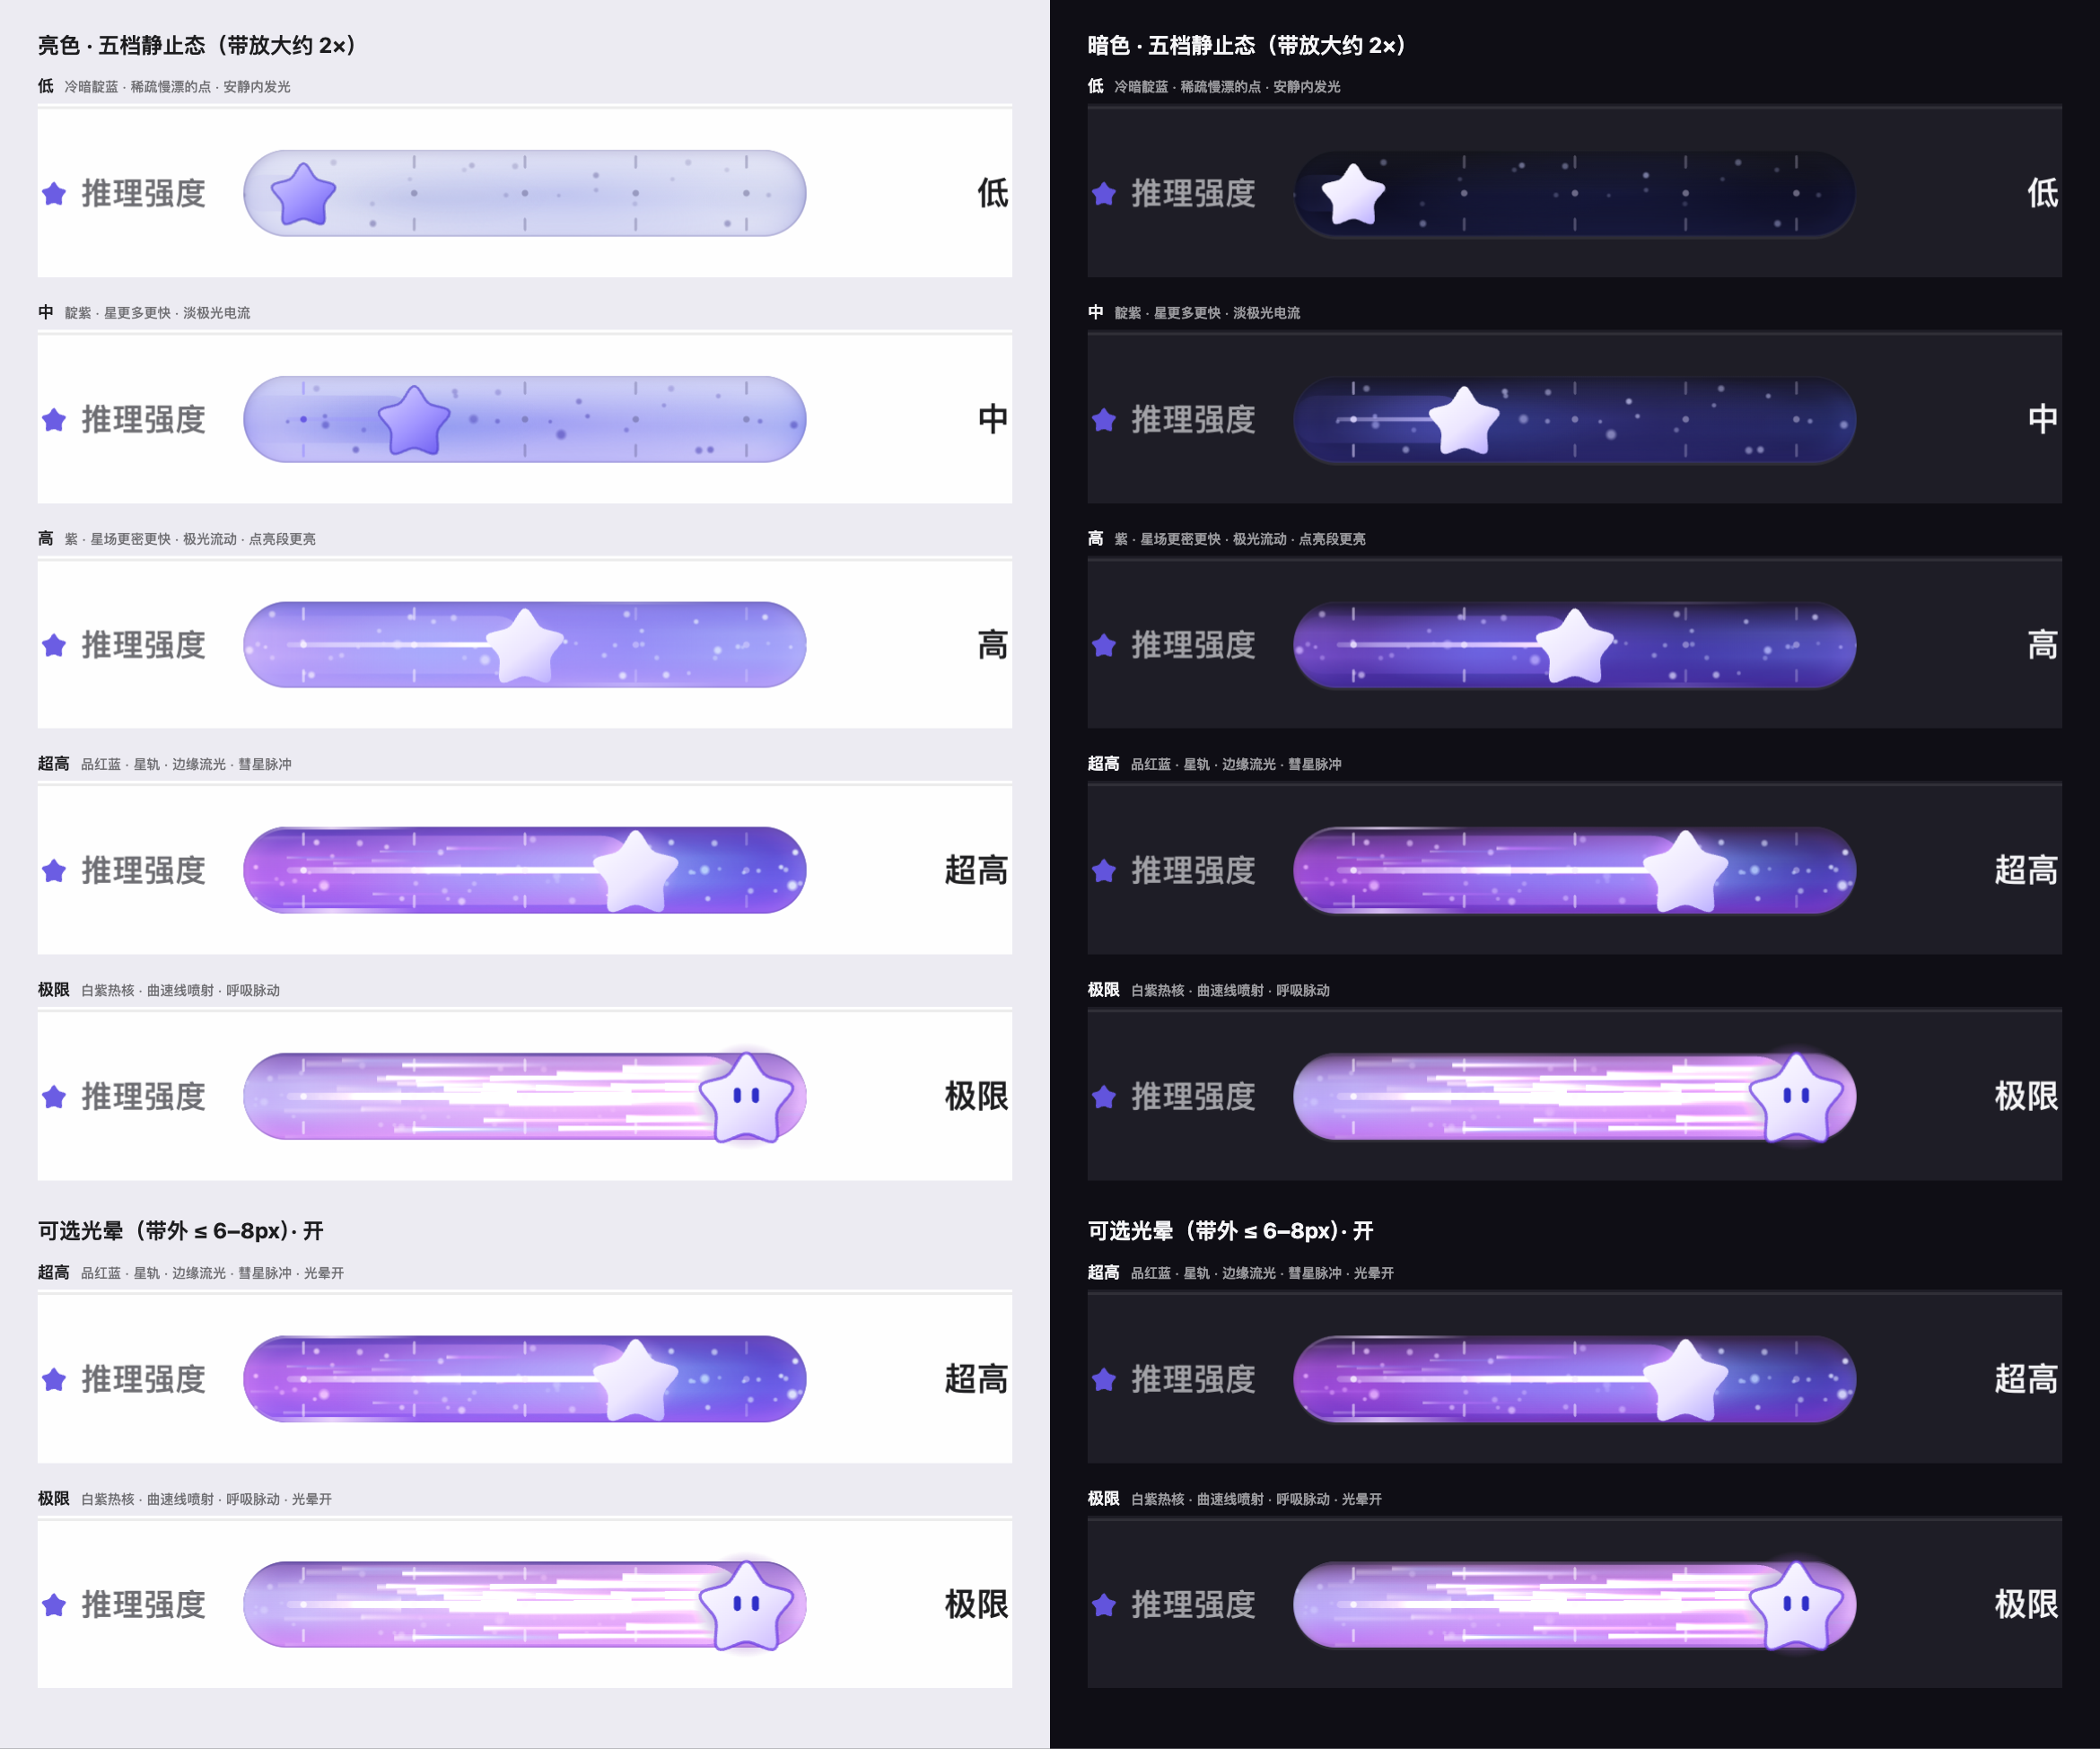 亮色 · 五档静止态（带放大约 2×）
低 冷暗靛蓝 · 稀疏慢漂的点 · 安静内发光
推理强度 低
中 靛紫 · 星更多更快 · 淡极光电流
推理强度 中
高 紫 · 星场更密更快 · 极光流动 · 点亮段更亮
推理强度 高
超高 品红蓝 · 星轨 · 边缘流光 · 彗星脉冲
推理强度 超高
极限 白紫热核 · 曲速线喷射 · 呼吸脉动
推理强度 极限
可选光晕（带外 ≤ 6–8px）· 开
超高 品红蓝 · 星轨 · 边缘流光 · 彗星脉冲 · 光晕开
推理强度 超高
极限 白紫热核 · 曲速线喷射 · 呼吸脉动 · 光晕开
推理强度 极限
暗色 · 五档静止态（带放大约 2×）
低 冷暗靛蓝 · 稀疏慢漂的点 · 安静内发光
推理强度 低
中 靛紫 · 星更多更快 · 淡极光电流
推理强度 中
高 紫 · 星场更密更快 · 极光流动 · 点亮段更亮
推理强度 高
超高 品红蓝 · 星轨 · 边缘流光 · 彗星脉冲
推理强度 超高
极限 白紫热核 · 曲速线喷射 · 呼吸脉动
推理强度 极限
可选光晕（带外 ≤ 6–8px）· 开
超高 品红蓝 · 星轨 · 边缘流光 · 彗星脉冲 · 光晕开
推理强度 超高
极限 白紫热核 · 曲速线喷射 · 呼吸脉动 · 光晕开
推理强度 极限